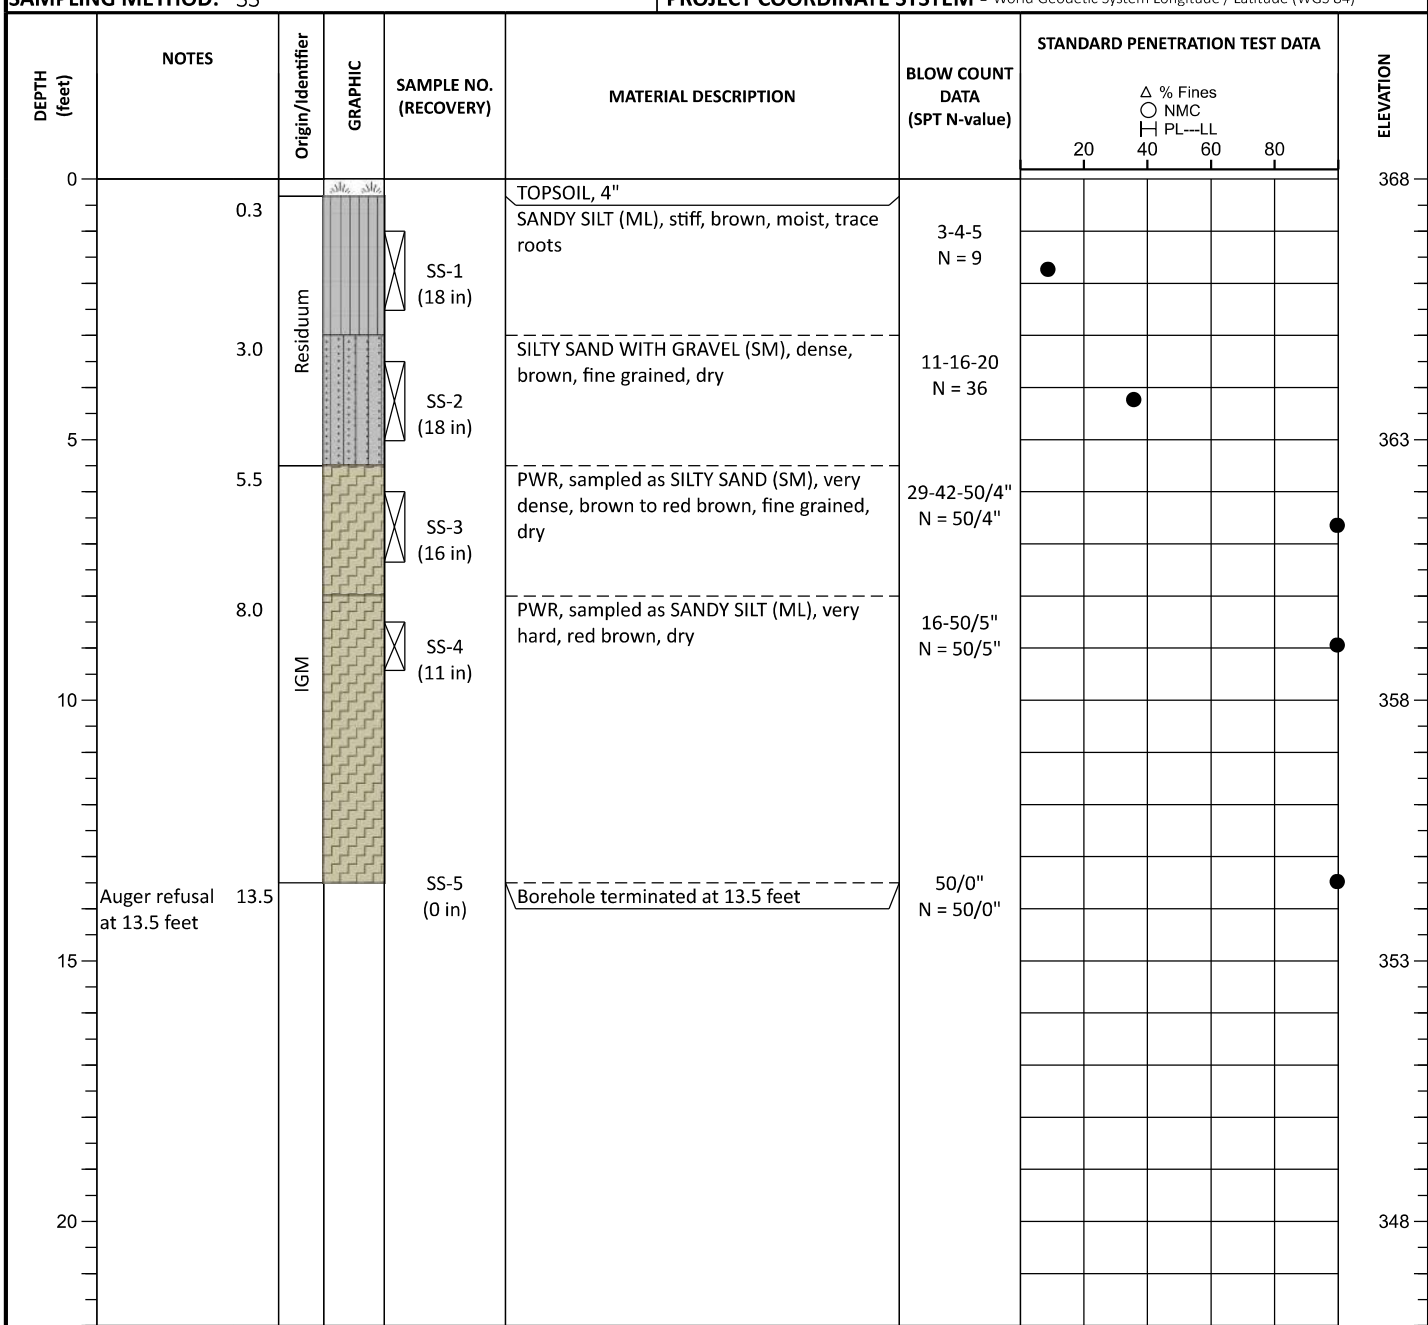 SAMPLING METHOD: SS
PROJECT COORDINATE SYSTEM - World Geodetic System Longitude / Latitude (WGS 84)
DEPTH
(feet)
NOTES
Origin/Identifier
GRAPHIC
SAMPLE NO.
(RECOVERY)
MATERIAL DESCRIPTION
BLOW COUNT
DATA
(SPT N-value)
STANDARD PENETRATION TEST DATA
△ % Fines
○ NMC
PL---LL
20 40 60 80
ELEVATION
0
368
TOPSOIL, 4"
0.3
SANDY SILT (ML), stiff, brown, moist, trace
roots
3-4-5
N = 9
SS-1
(18 in)
Residuum
3.0
SILTY SAND WITH GRAVEL (SM), dense,
brown, fine grained, dry
11-16-20
N = 36
SS-2
(18 in)
5
363
5.5
PWR, sampled as SILTY SAND (SM), very
dense, brown to red brown, fine grained,
dry
29-42-50/4"
N = 50/4"
SS-3
(16 in)
8.0
PWR, sampled as SANDY SILT (ML), very
hard, red brown, dry
16-50/5"
N = 50/5"
SS-4
(11 in)
IGM
10
358
Auger refusal
at 13.5 feet
13.5
SS-5
(0 in)
Borehole terminated at 13.5 feet
50/0"
N = 50/0"
15
353
20
348